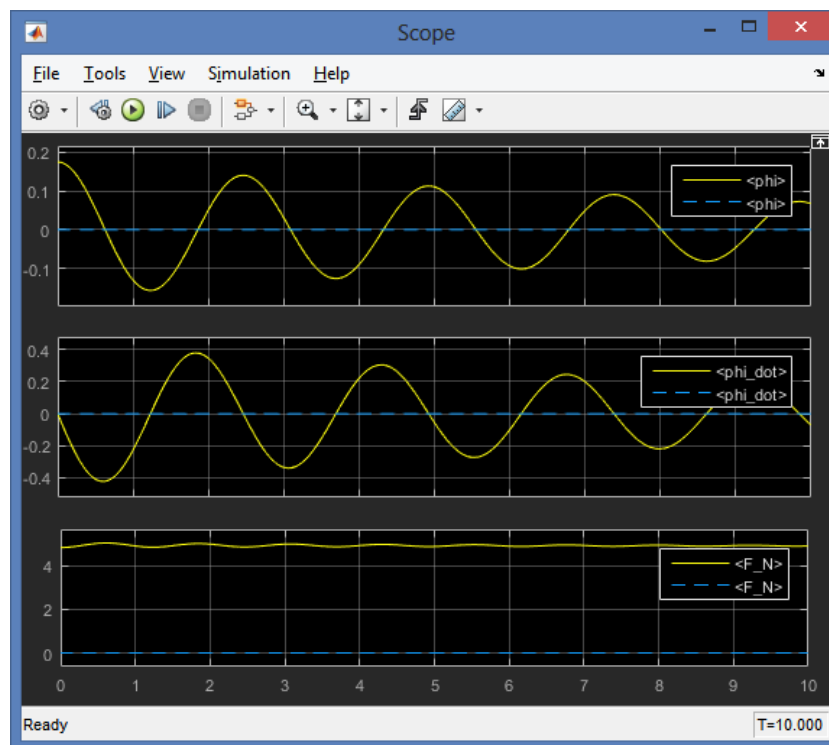 Scope
File Tools View Simulation Help
0.2
0.1
0
-0.1
<phi>
<phi>
0.4
0.2
0
-0.2
-0.4
<phi_dot>
<phi_dot>
4
2
0
<F_N>
<F_N>
0 1 2 3 4 5 6 7 8 9 10
Ready T=10.000